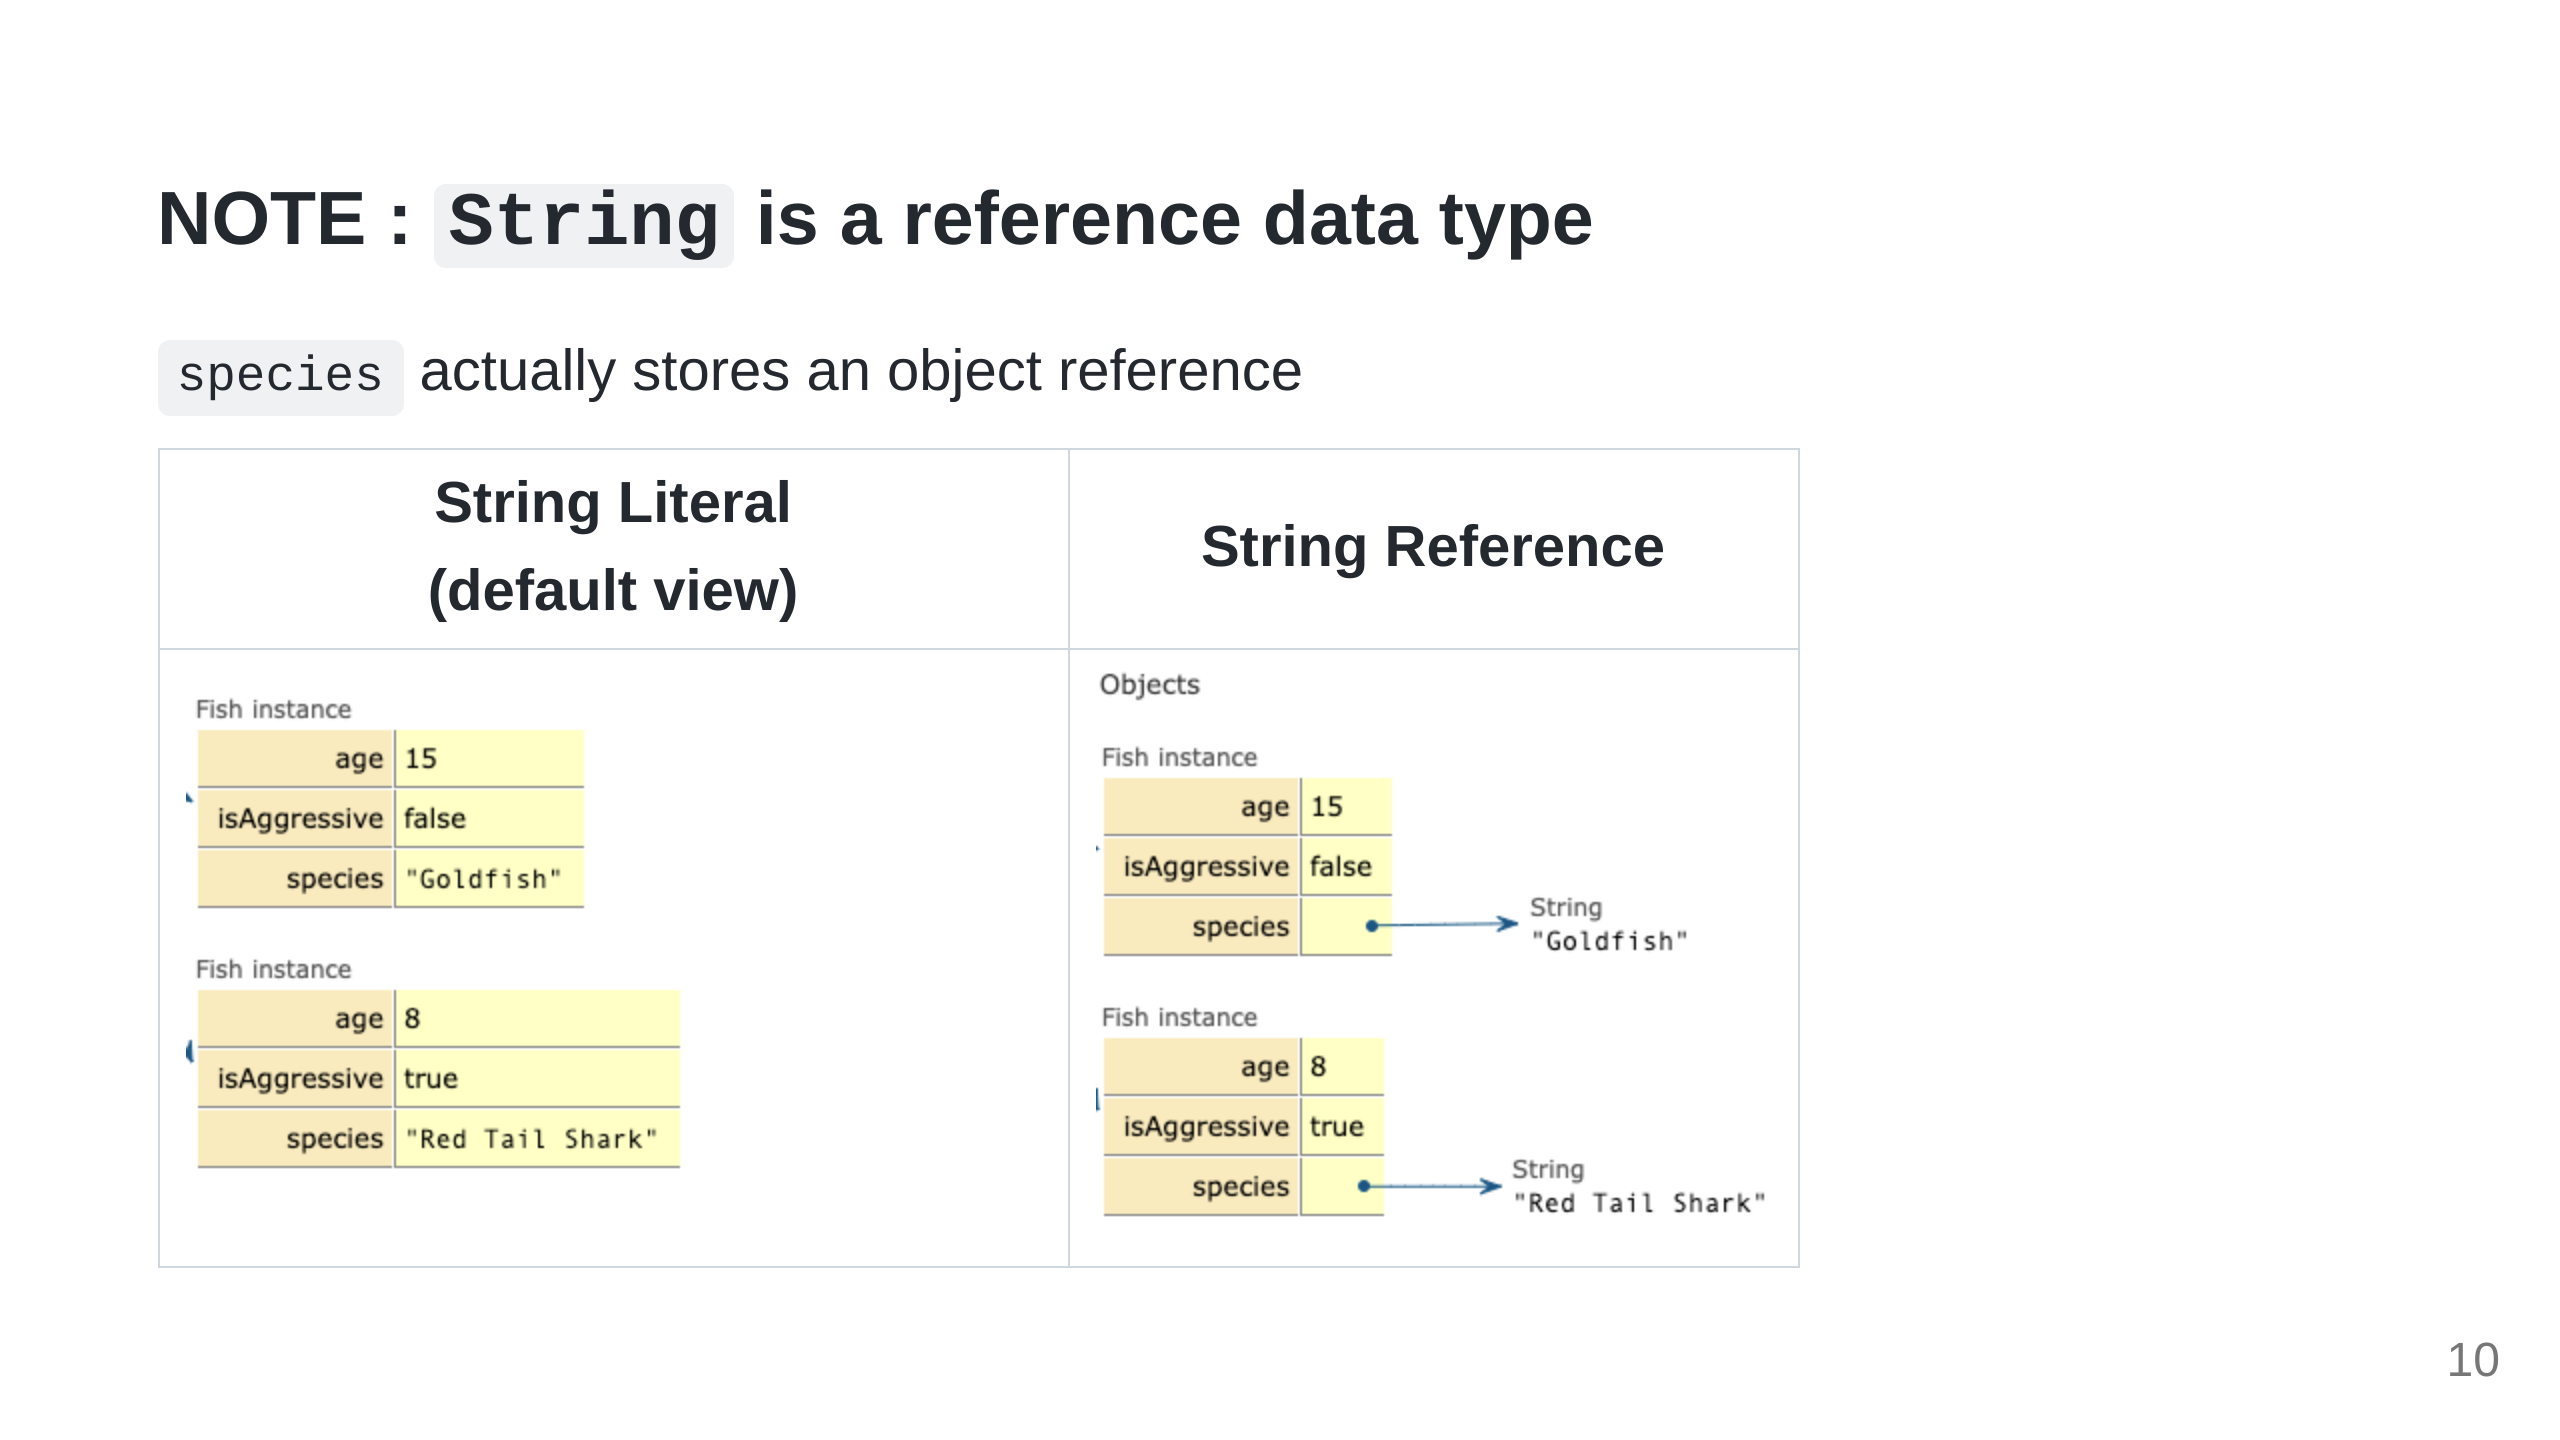 NOTE : String is a reference data type
species actually stores an object reference
String Literal
(default view)
String Reference
Fish instance
age 15
isAggressive false
species "Goldfish"
Fish instance
age 8
isAggressive true
species "Red Tail Shark"
Objects
Fish instance
age 15
isAggressive false
species
String
"Goldfish"
Fish instance
age 8
isAggressive true
species
String
"Red Tail Shark"
10